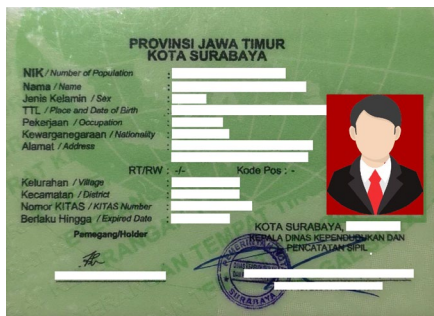 PROVINSI JAWA TIMUR
KOTA SURABAYA
NIK / Number of Population :
Nama / Name :
Jenis Kelamin / Sex :
TTL / Place and Date of Birth :
Pekerjaan / Occupation :
Kewarganegaraan / Nationality :
Alamat / Address :
RT/RW : -/- Kode Pos : -
Kelurahan / Village :
Kecamatan / District :
Nomor KITAS / KITAS Number :
Berlaku Hingga / Expired Date :
Pemegang/Holder
KOTA SURABAYA,
KEPALA DINAS KEPENDUDUKAN DAN
PENCATATAN SIPIL
SURABAYA